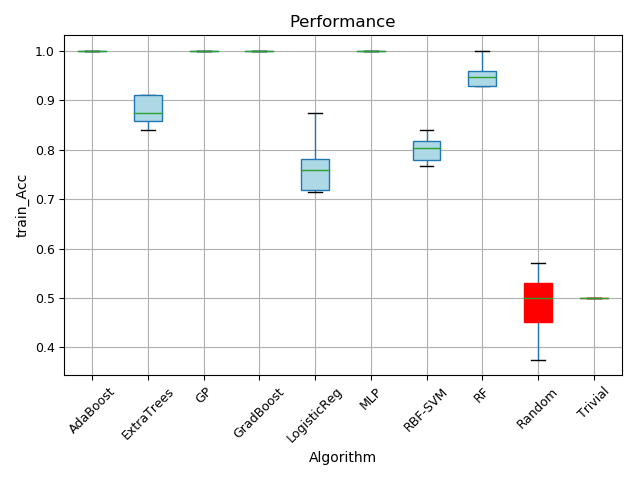 Performance
train_Acc
1.0
0.9
0.8
0.7
0.6
0.5
0.4
AdaBoost
ExtraTrees
GP
GradBoost
LogisticReg
MLP
RBF-SVM
RF
Random
Trivial
Algorithm